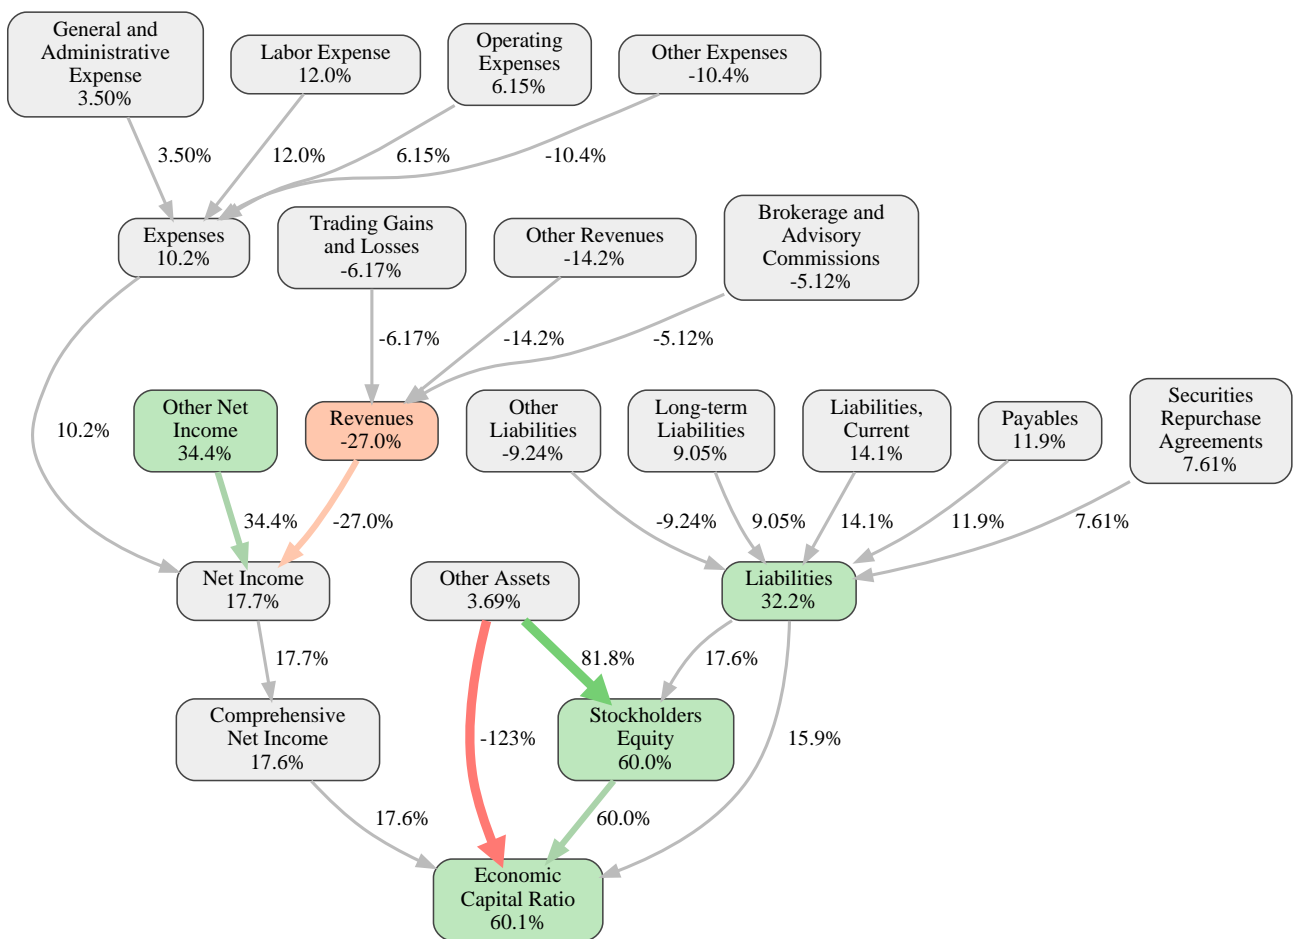 General and
Administrative
Expense
3.50%
Labor Expense
12.0%
Operating
Expenses
6.15%
Other Expenses
-10.4%
3.50%
12.0%
6.15%
-10.4%
Expenses
10.2%
Trading Gains
and Losses
-6.17%
Other Revenues
-14.2%
Brokerage and
Advisory
Commissions
-5.12%
-6.17%
-14.2%
-5.12%
10.2%
Other Net
Income
34.4%
Revenues
-27.0%
Other
Liabilities
-9.24%
Long-term
Liabilities
9.05%
Liabilities,
Current
14.1%
Payables
11.9%
Securities
Repurchase
Agreements
7.61%
34.4%
-27.0%
-9.24%
9.05%
14.1%
11.9%
7.61%
Net Income
17.7%
Other Assets
3.69%
Liabilities
32.2%
17.7%
81.8%
17.6%
Comprehensive
Net Income
17.6%
-123%
Stockholders
Equity
60.0%
15.9%
17.6%
60.0%
Economic
Capital Ratio
60.1%